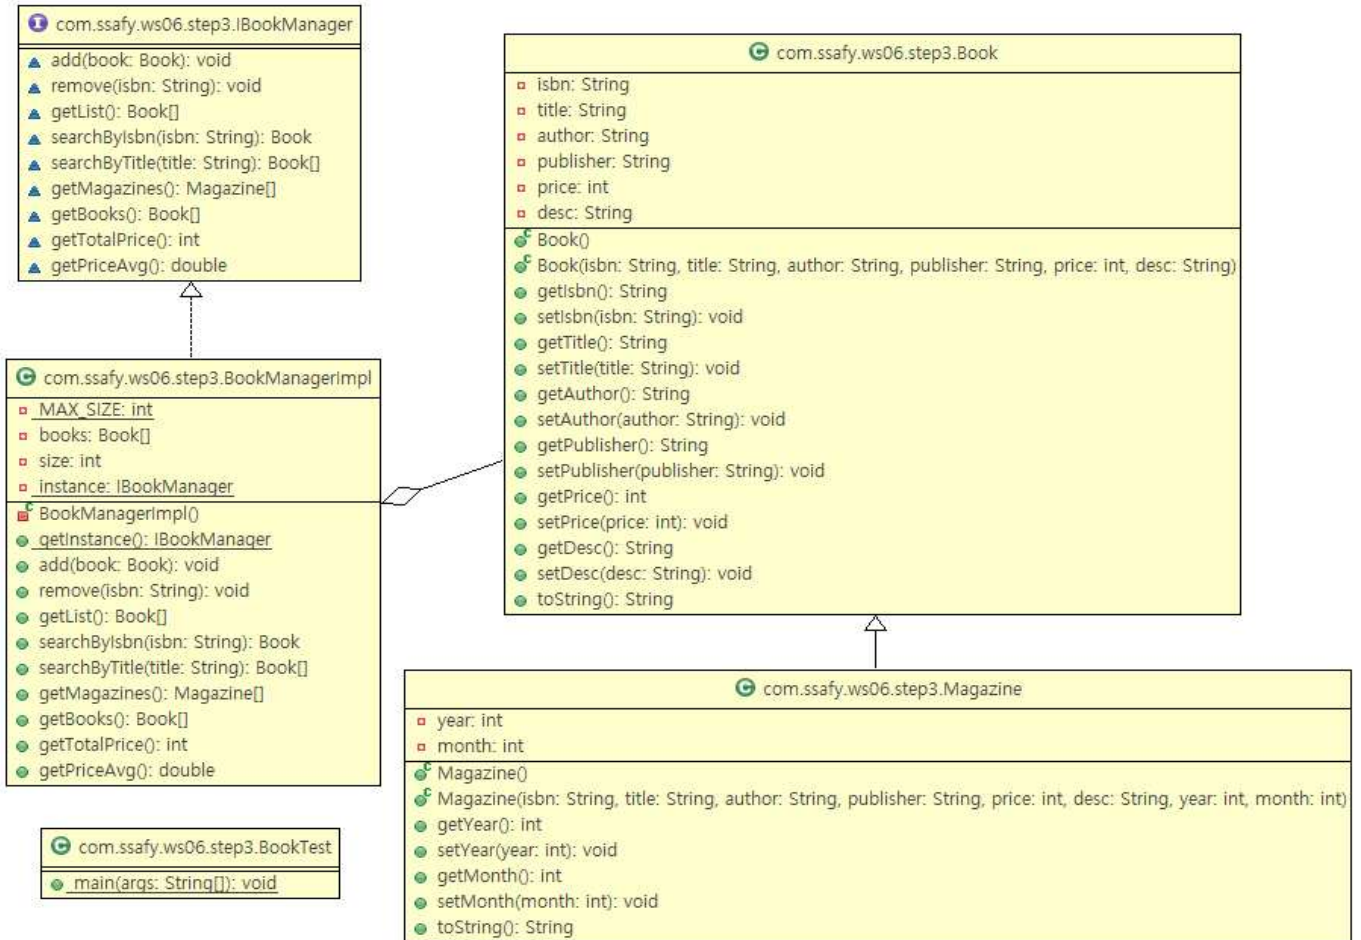 com.ssafy.ws06.step3.IBookManager
add(book: Book): void
remove(isbn: String): void
getList(): Book[]
searchByIsbn(isbn: String): Book
searchByTitle(title: String): Book[]
getMagazines(): Magazine[]
getBooks(): Book[]
getTotalPrice(): int
getPriceAvg(): double
com.ssafy.ws06.step3.BookManagerImpl
MAX_SIZE: int
books: Book[]
size: int
instance: IBookManager
BookManagerImpl()
getInstance(): IBookManager
add(book: Book): void
remove(isbn: String): void
getList(): Book[]
searchByIsbn(isbn: String): Book
searchByTitle(title: String): Book[]
getMagazines(): Magazine[]
getBooks(): Book[]
getTotalPrice(): int
getPriceAvg(): double
com.ssafy.ws06.step3.BookTest
main(args: String[]): void
com.ssafy.ws06.step3.Book
isbn: String
title: String
author: String
publisher: String
price: int
desc: String
Book()
Book(isbn: String, title: String, author: String, publisher: String, price: int, desc: String)
getIsbn(): String
setIsbn(isbn: String): void
getTitle(): String
setTitle(title: String): void
getAuthor(): String
setAuthor(author: String): void
getPublisher(): String
setPublisher(publisher: String): void
getPrice(): int
setPrice(price: int): void
getDesc(): String
setDesc(desc: String): void
toString(): String
com.ssafy.ws06.step3.Magazine
year: int
month: int
Magazine()
Magazine(isbn: String, title: String, author: String, publisher: String, price: int, desc: String, year: int, month: int)
getYear(): int
setYear(year: int): void
getMonth(): int
setMonth(month: int): void
toString(): String